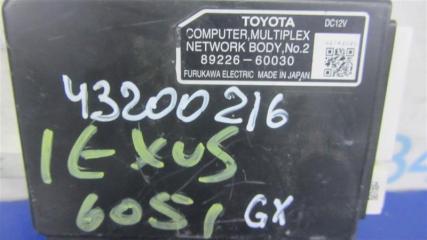 TOYOTA
DC12V
COMPUTER,MULTIPLEX
NETWORK BODY,No.2
89226-60030
FURUKAWA ELECTRIC MADE IN JAPAN
43200216
lEXUS
6051 GX